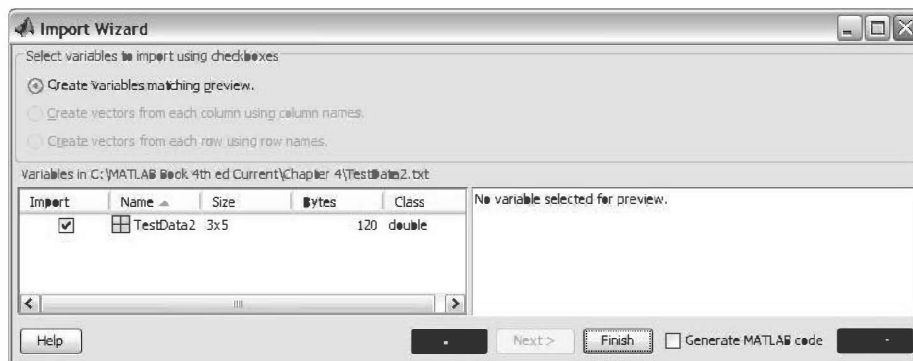 Import Wizard
Select variables to import using checkboxes
Create variables matching preview.
Create vectors from each column using column names.
Create vectors from each row using row names.
Variables in C:\MATLAB Book 4th ed Current\Chapter 4\TestData2.txt
Import Name Size Bytes Class
TestData2 3x5 120 double
No variable selected for preview.
Help Next > Finish Generate MATLAB code